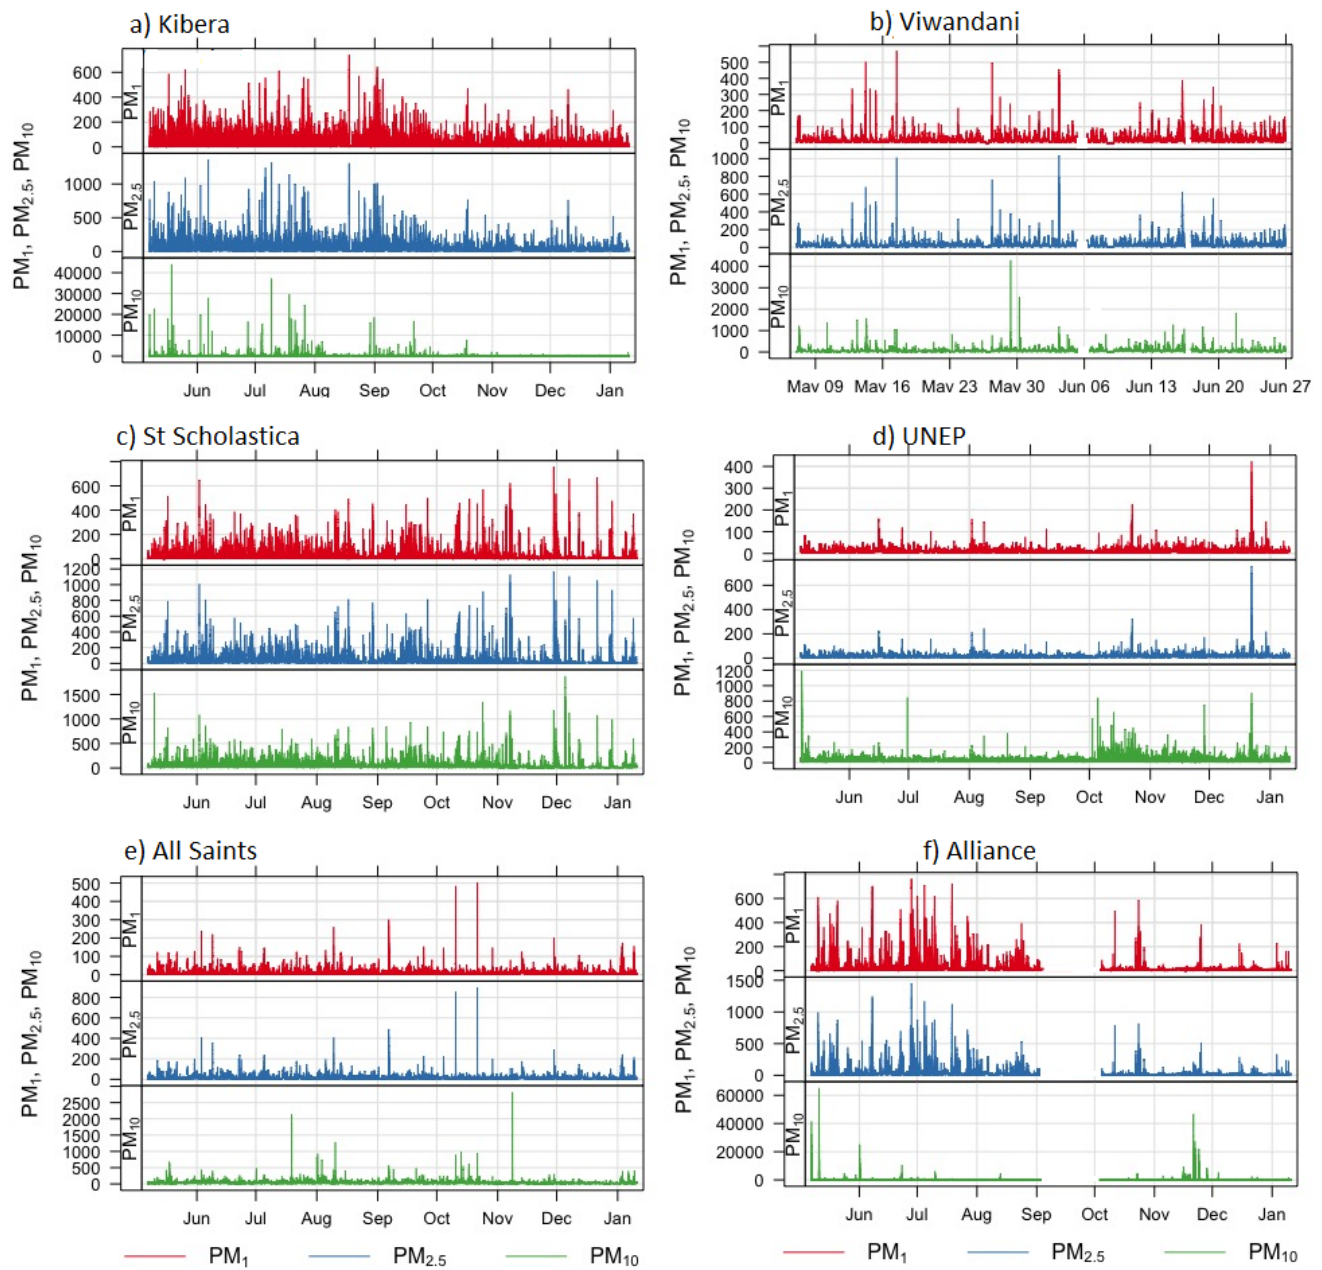 a) Kibera
PM1, PM2.5, PM10
PM1
600
400
200
0
PM2.5
1000
500
0
PM10
40000
30000
20000
10000
0
Jun Jul Aug Sep Oct Nov Dec Jan
b) Viwandani
PM1, PM2.5, PM10
PM1
500
400
300
200
100
0
PM2.5
1000
800
600
400
200
0
PM10
4000
3000
2000
1000
0
May 09 May 16 May 23 May 30 Jun 06 Jun 13 Jun 20 Jun 27
c) St Scholastica
PM1, PM2.5, PM10
PM1
600
400
200
0
PM2.5
1200
1000
800
600
400
200
0
PM10
1500
1000
500
0
Jun Jul Aug Sep Oct Nov Dec Jan
d) UNEP
PM1, PM2.5, PM10
PM1
400
300
200
100
0
PM2.5
600
400
200
0
PM10
1200
1000
800
600
400
200
0
Jun Jul Aug Sep Oct Nov Dec Jan
e) All Saints
PM1, PM2.5, PM10
PM1
500
400
300
200
100
0
PM2.5
800
600
400
200
0
PM10
2500
2000
1500
1000
500
0
Jun Jul Aug Sep Oct Nov Dec Jan
PM1 PM2.5 PM10
f) Alliance
PM1, PM2.5, PM10
PM1
600
400
200
0
PM2.5
1500
1000
500
0
PM10
60000
40000
20000
0
Jun Jul Aug Sep Oct Nov Dec Jan
PM1 PM2.5 PM10